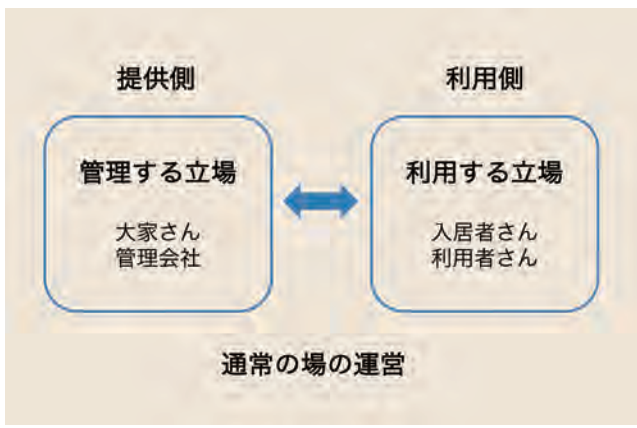 提供側
利用側
管理する立場
利用する立場
大家さん
管理会社
入居者さん
利用者さん
通常の場の運営